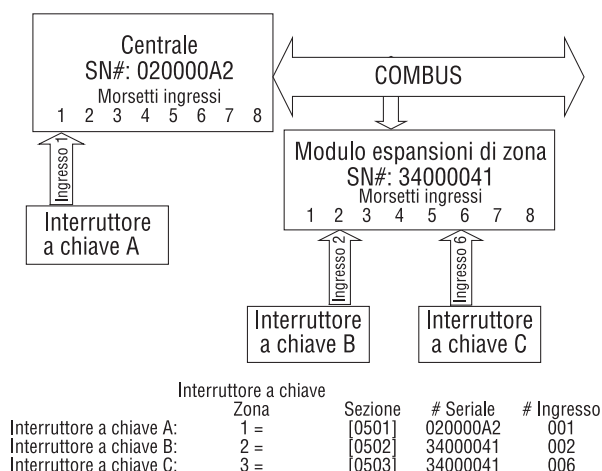 Centrale
SN#: 020000A2
Morsetti ingressi
1 2 3 4 5 6 7 8
COMBUS
Ingresso 1
Interruttore
a chiave A
Modulo espansioni di zona
SN#: 34000041
Morsetti ingressi
1 2 3 4 5 6 7 8
Ingresso 2
Ingresso 6
Interruttore
a chiave B
Interruttore
a chiave C
Interruttore a chiave
Zona Sezione # Seriale # Ingresso
Interruttore a chiave A: 1 = [0501] 020000A2 001
Interruttore a chiave B: 2 = [0502] 34000041 002
Interruttore a chiave C: 3 = [0503] 34000041 006